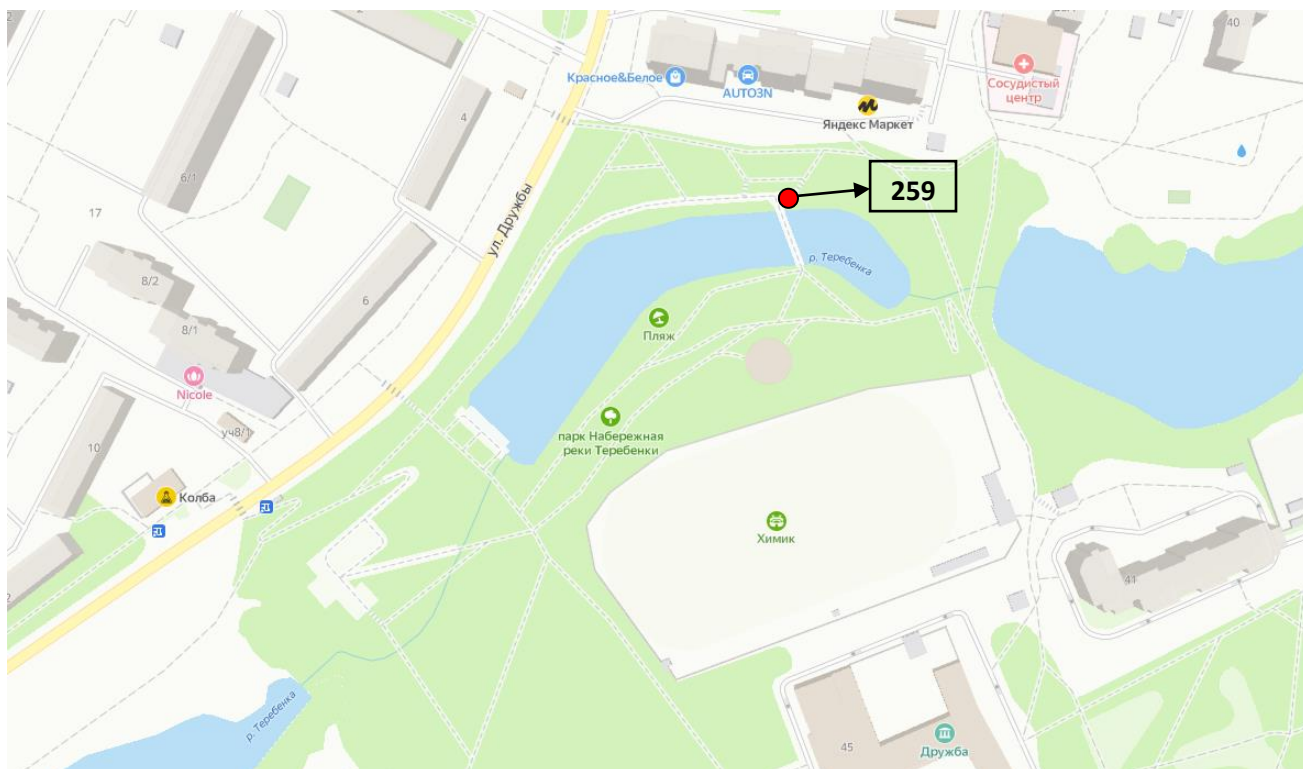 40
Красное&Белое
AUTO3N
Сосудистый
центр
4
Яндекс Маркет
6/1
259
17
ул. Дружбы
р. Теребенка
8/2
6
8/1
Пляж
Nicole
парк Набережная
реки Теребенки
уч8/1
10
Колба
Химик
41
р. Теребенка
45
Дружба